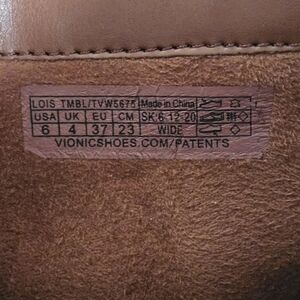 LOIS TMBL/TVW5675 Made in China
USA UK EU CM SK:6.12-20
6 4 37 23 WIDE
VIONICSHOES.COM/PATENTS